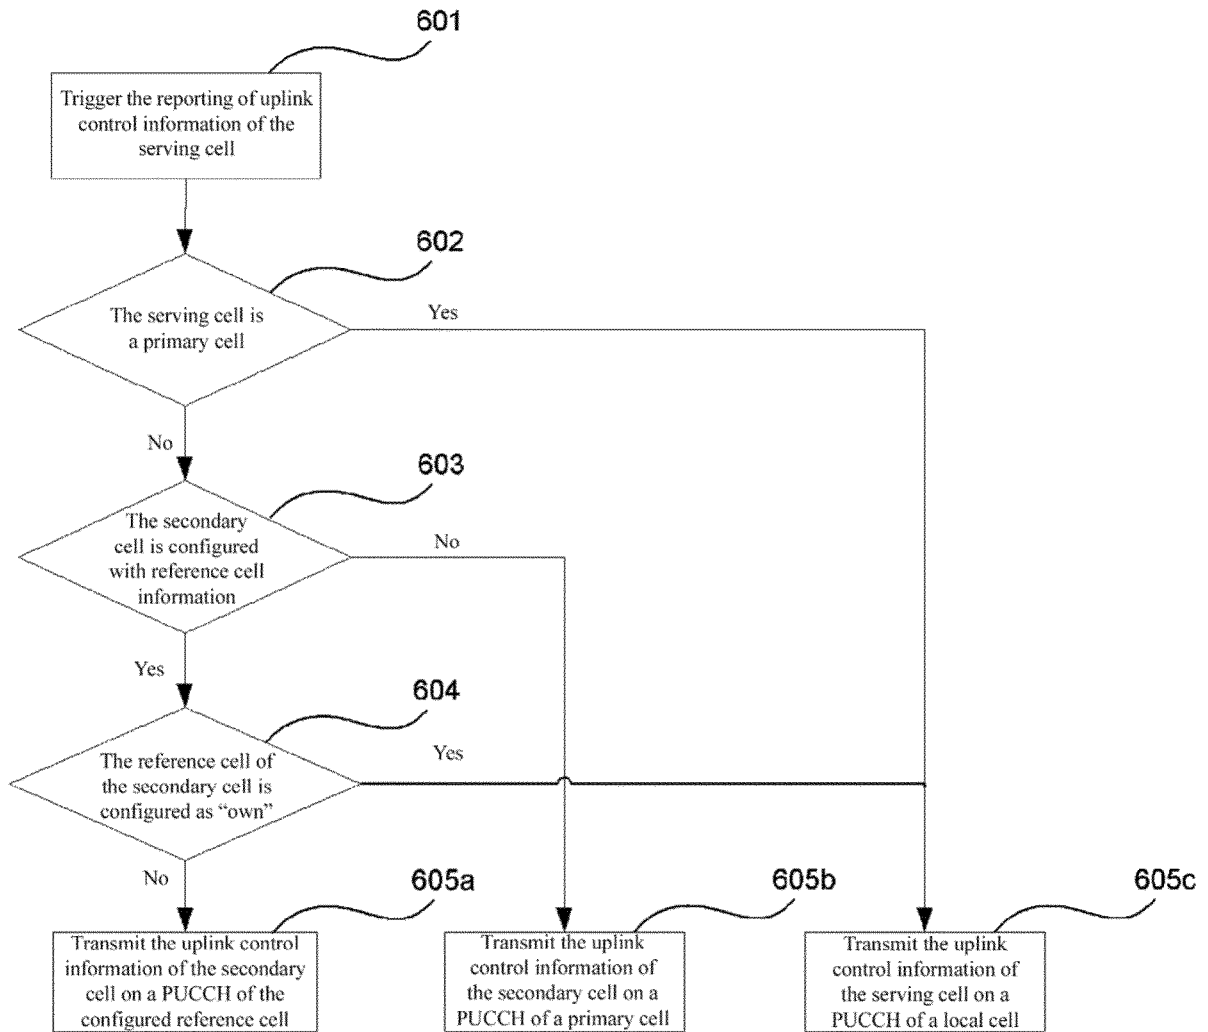 601
Trigger the reporting of uplink
control information of the
serving cell
602
The serving cell is
a primary cell
Yes
No
603
The secondary
cell is configured
with reference cell
information
No
Yes
604
The reference cell of
the secondary cell is
configured as “own”
Yes
No
605a
Transmit the uplink control
information of the secondary
cell on a PUCCH of the
configured reference cell
605b
Transmit the uplink
control information of
the secondary cell on a
PUCCH of a primary cell
605c
Transmit the uplink
control information of
the serving cell on a
PUCCH of a local cell